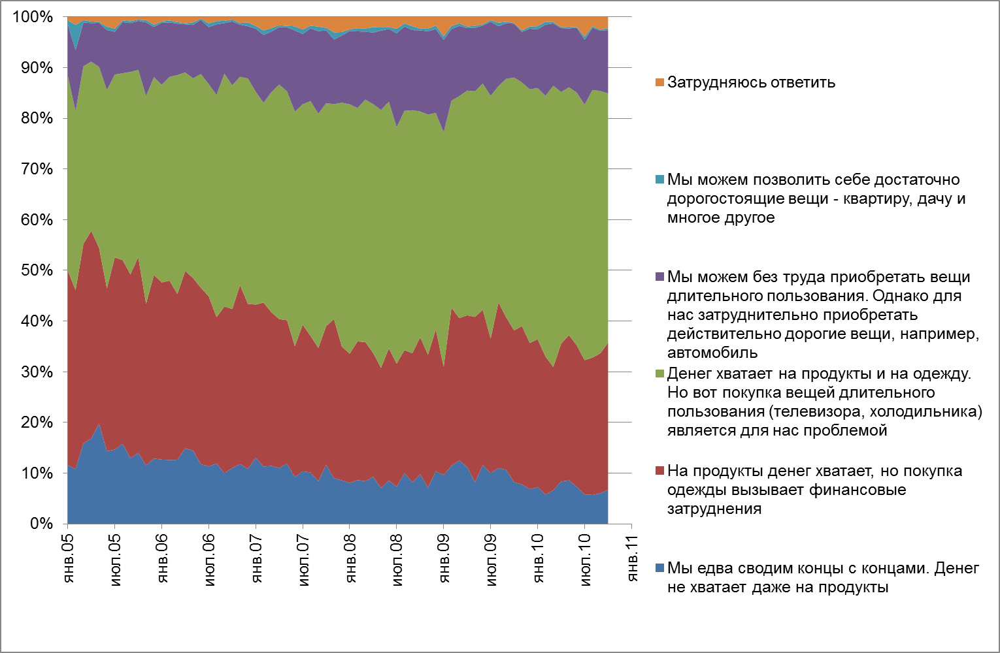 100%
90%
80%
70%
60%
50%
40%
30%
20%
10%
0%
янв.05
июл.05
янв.06
июл.06
янв.07
июл.07
янв.08
июл.08
янв.09
июл.09
янв.10
июл.10
янв.11
Затрудняюсь ответить
Мы можем позволить себе достаточно
дорогостоящие вещи - квартиру, дачу и
многое другое
Мы можем без труда приобретать вещи
длительного пользования. Однако для
нас затруднительно приобретать
действительно дорогие вещи, например,
автомобиль
Денег хватает на продукты и на одежду.
Но вот покупка вещей длительного
пользования (телевизора, холодильника)
является для нас проблемой
На продукты денег хватает, но покупка
одежды вызывает финансовые
затруднения
Мы едва сводим концы с концами. Денег
не хватает даже на продукты